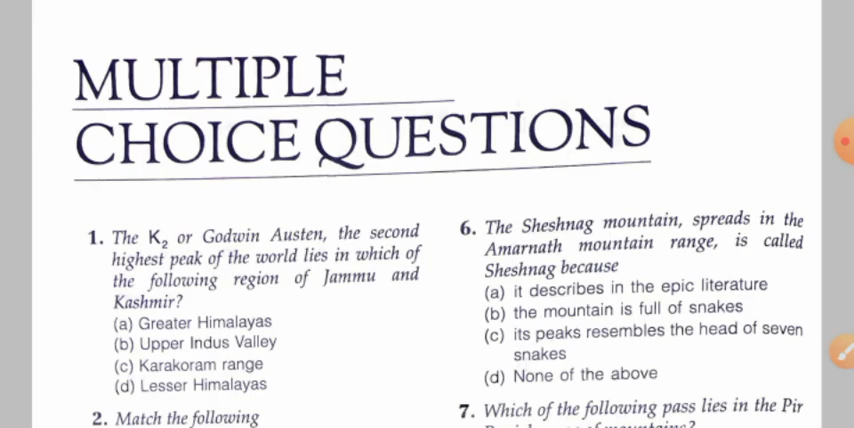 MULTIPLE
CHOICE QUESTIONS
1. The K₂ or Godwin Austen, the second
highest peak of the world lies in which of
the following region of Jammu and
Kashmir?
(a) Greater Himalayas
(b) Upper Indus Valley
(c) Karakoram range
(d) Lesser Himalayas
2. Match the following
6. The Sheshnag mountain, spreads in the
Amarnath mountain range, is called
Sheshnag because
(a) it describes in the epic literature
(b) the mountain is full of snakes
(c) its peaks resembles the head of seven
snakes
(d) None of the above
7. Which of the following pass lies in the Pir